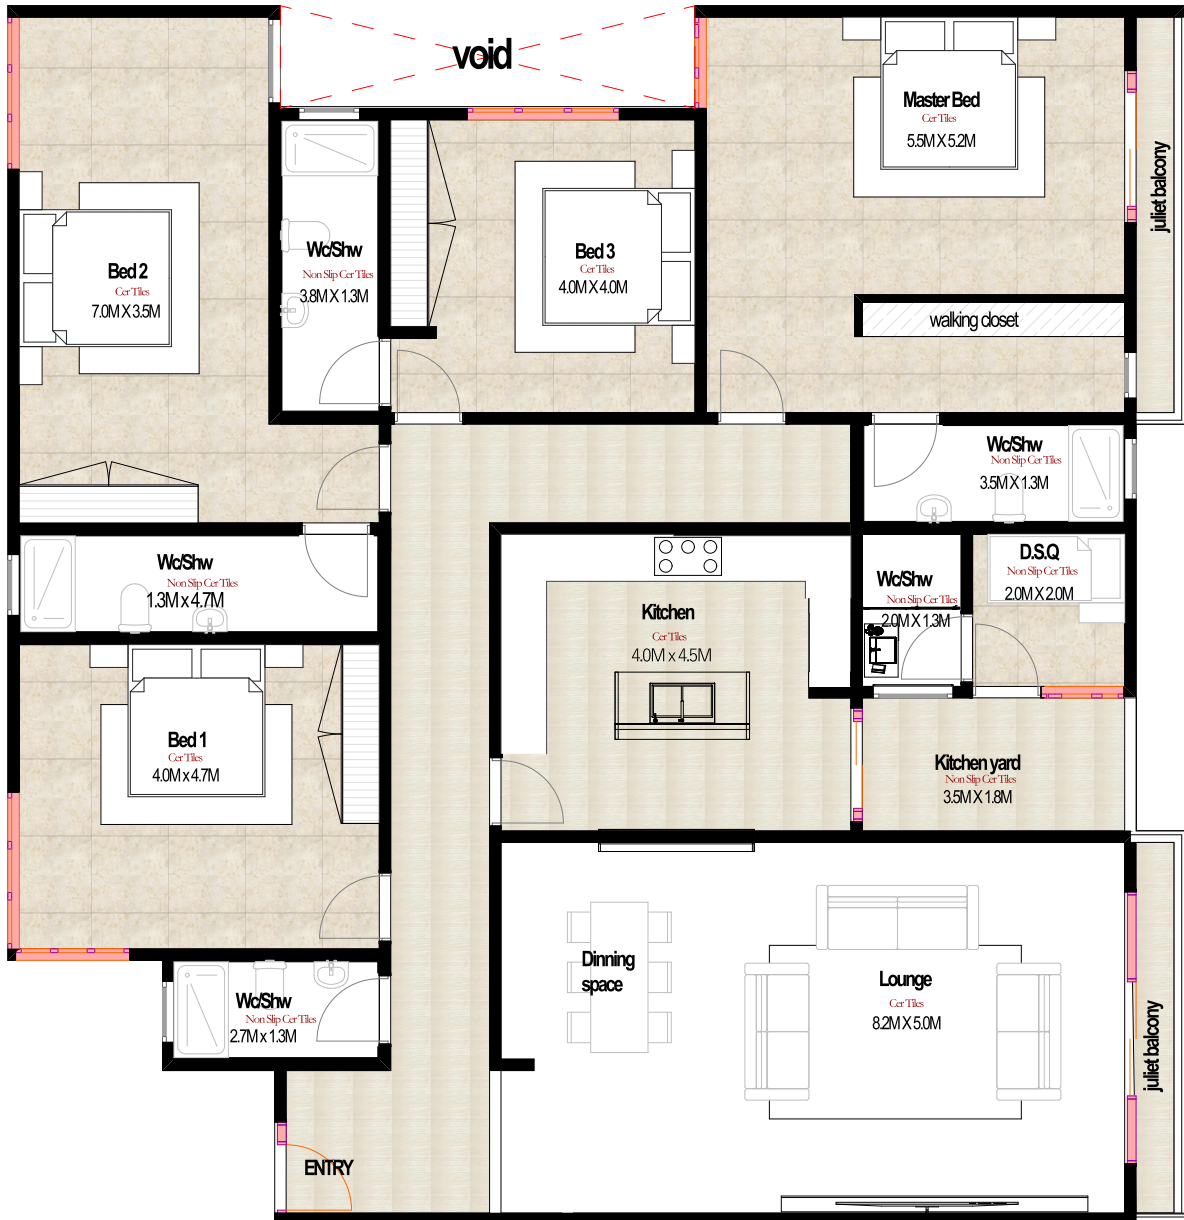 void
Master Bed
Cer Tiles
5.5M X 5.2M
juliet balcony
Bed 2
Cer Tiles
7.0M X 3.5M
Wc/Shw
Non Slip Cer Tiles
3.8M X 1.3M
Bed 3
Cer Tiles
4.0M X 4.0M
walking closet
Wc/Shw
Non Slip Cer Tiles
3.5M X 1.3M
Wc/Shw
Non Slip Cer Tiles
1.3M x 4.7M
Kitchen
Cer Tiles
4.0M x 4.5M
Wc/Shw
Non Slip Cer Tiles
2.0M X 1.3M
D.S.Q
Non Slip Cer Tiles
2.0M X 2.0M
Bed 1
Cer Tiles
4.0M x 4.7M
Kitchen yard
Non Slip Cer Tiles
3.5M X 1.8M
Wc/Shw
Non Slip Cer Tiles
2.7M x 1.3M
Dinning
space
Lounge
Cer Tiles
8.2M X 5.0M
juliet balcony
ENTRY